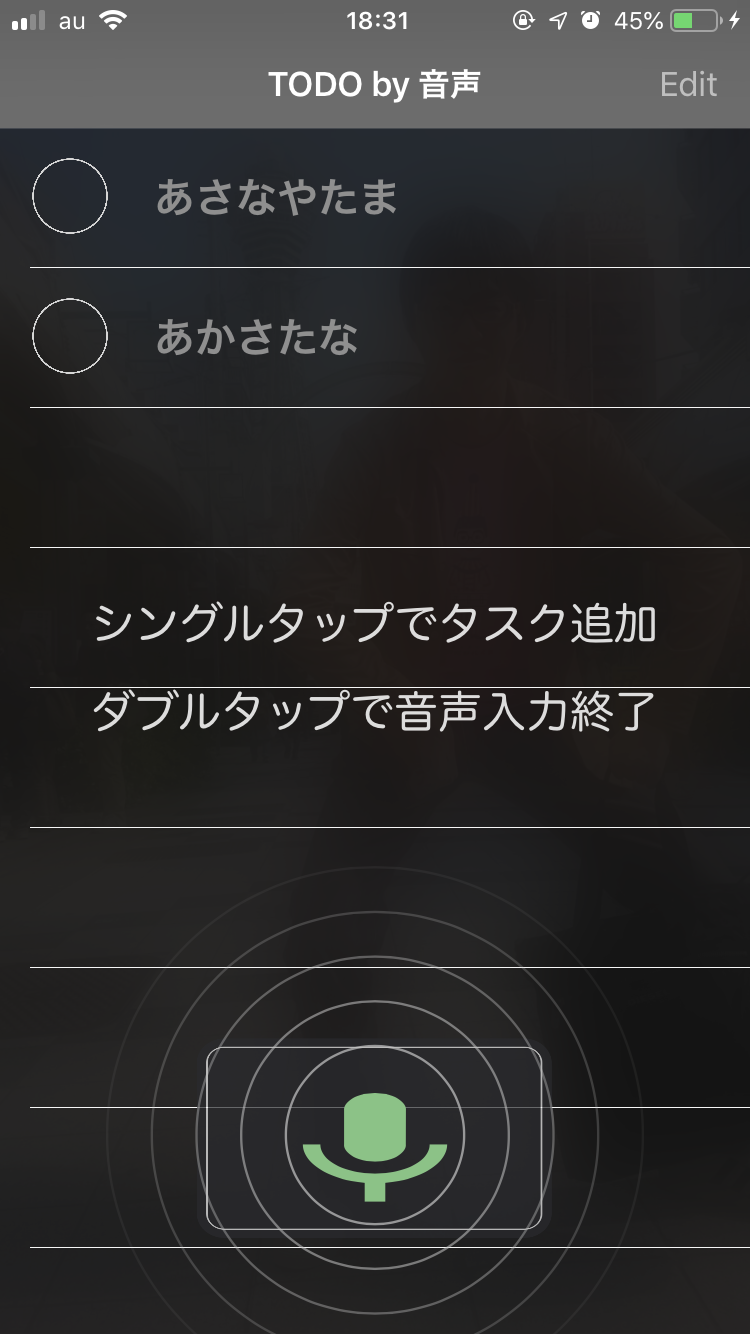 au 18:31 45%
TODO by 音声 Edit
あさなやたま
あかさたな
シングルタップでタスク追加
ダブルタップで音声入力終了